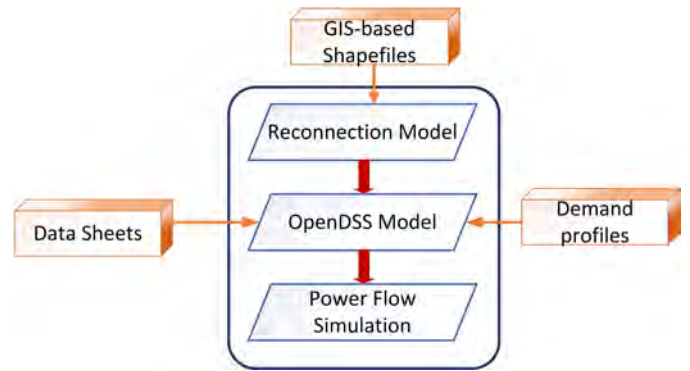 GIS-based
Shapefiles
Reconnection Model
Data Sheets
OpenDSS Model
Demand
profiles
Power Flow
Simulation